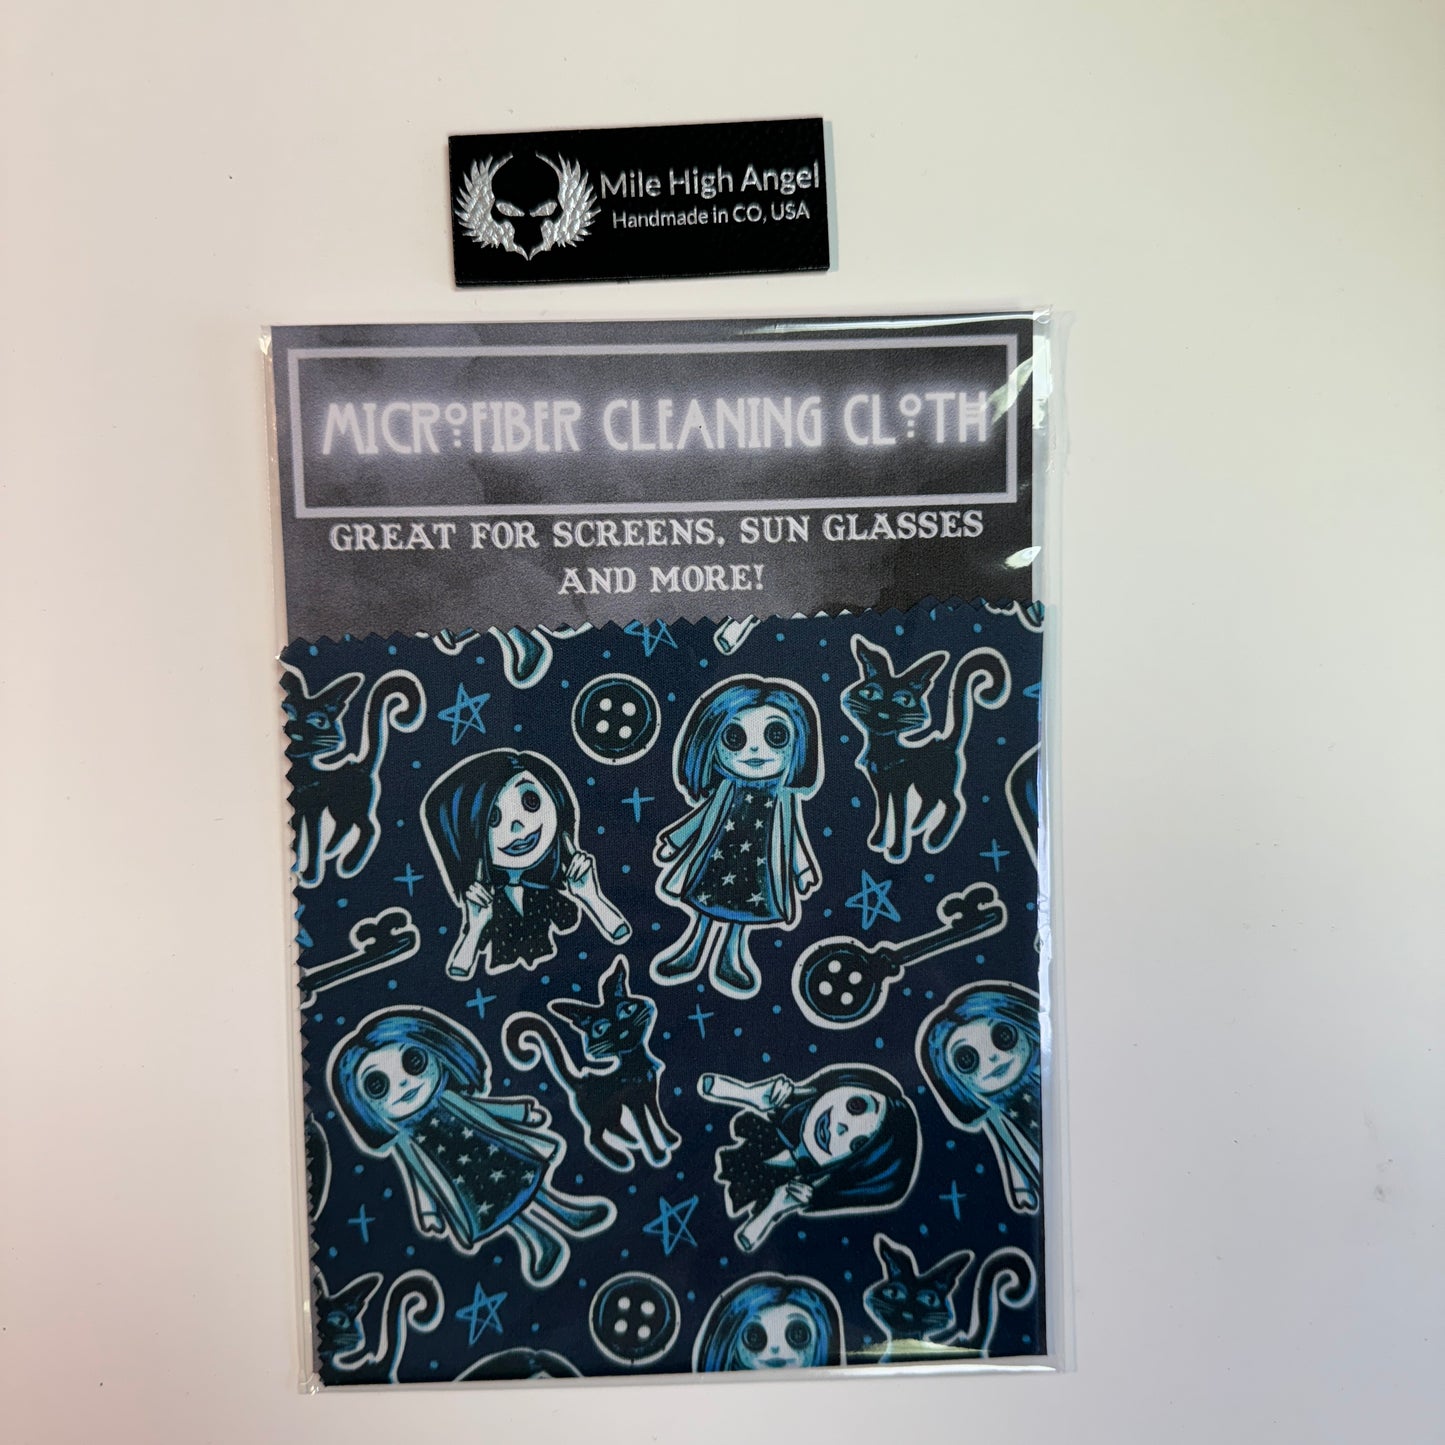 Mile High Angel
Handmade in CO, USA
MICROFIBER CLEANING CLOTH
GREAT FOR SCREENS, SUN GLASSES
AND MORE!